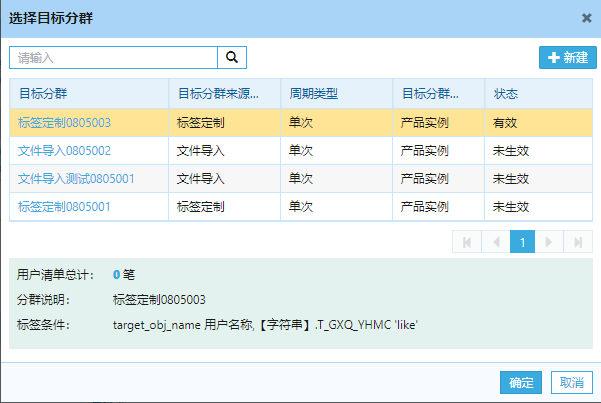 选择目标分群
请输入
新建
目标分群 目标分群来源... 周期类型 目标分群... 状态
标签定制0805003 标签定制 单次 产品实例 有效
文件导入0805002 文件导入 单次 产品实例 未生效
文件导入测试0805001 文件导入 单次 产品实例 未生效
标签定制0805001 标签定制 单次 产品实例 未生效
1
用户清单总计： 0 笔
分群说明： 标签定制0805003
标签条件： target_obj_name 用户名称,【字符串】.T_GXQ_YHMC 'like'
确定 取消